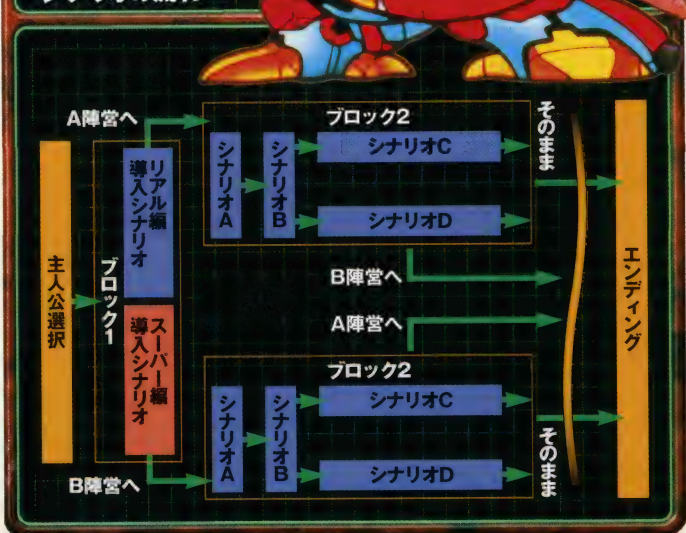 A陣営へ
主人公選択
ブロック1
リアル編
導入シナリオ
スーパー編
導入シナリオ
B陣営へ
ブロック2
シナリオA
シナリオB
シナリオC
シナリオD
そのまま
B陣営へ
A陣営へ
ブロック2
シナリオA
シナリオB
シナリオC
シナリオD
そのまま
エンディング